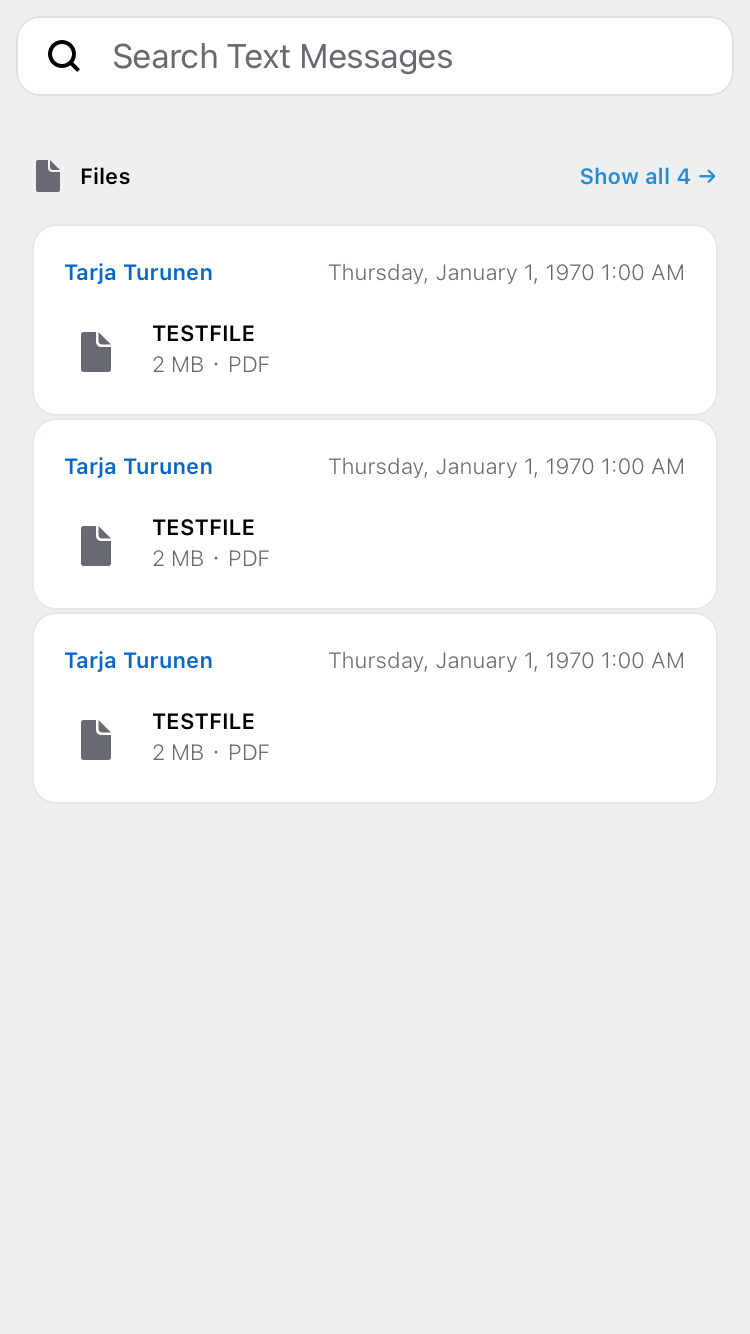 Search Text Messages
Files
Show all 4 →
Tarja Turunen
Thursday, January 1, 1970 1:00 AM
TESTFILE
2 MB · PDF
Tarja Turunen
Thursday, January 1, 1970 1:00 AM
TESTFILE
2 MB · PDF
Tarja Turunen
Thursday, January 1, 1970 1:00 AM
TESTFILE
2 MB · PDF